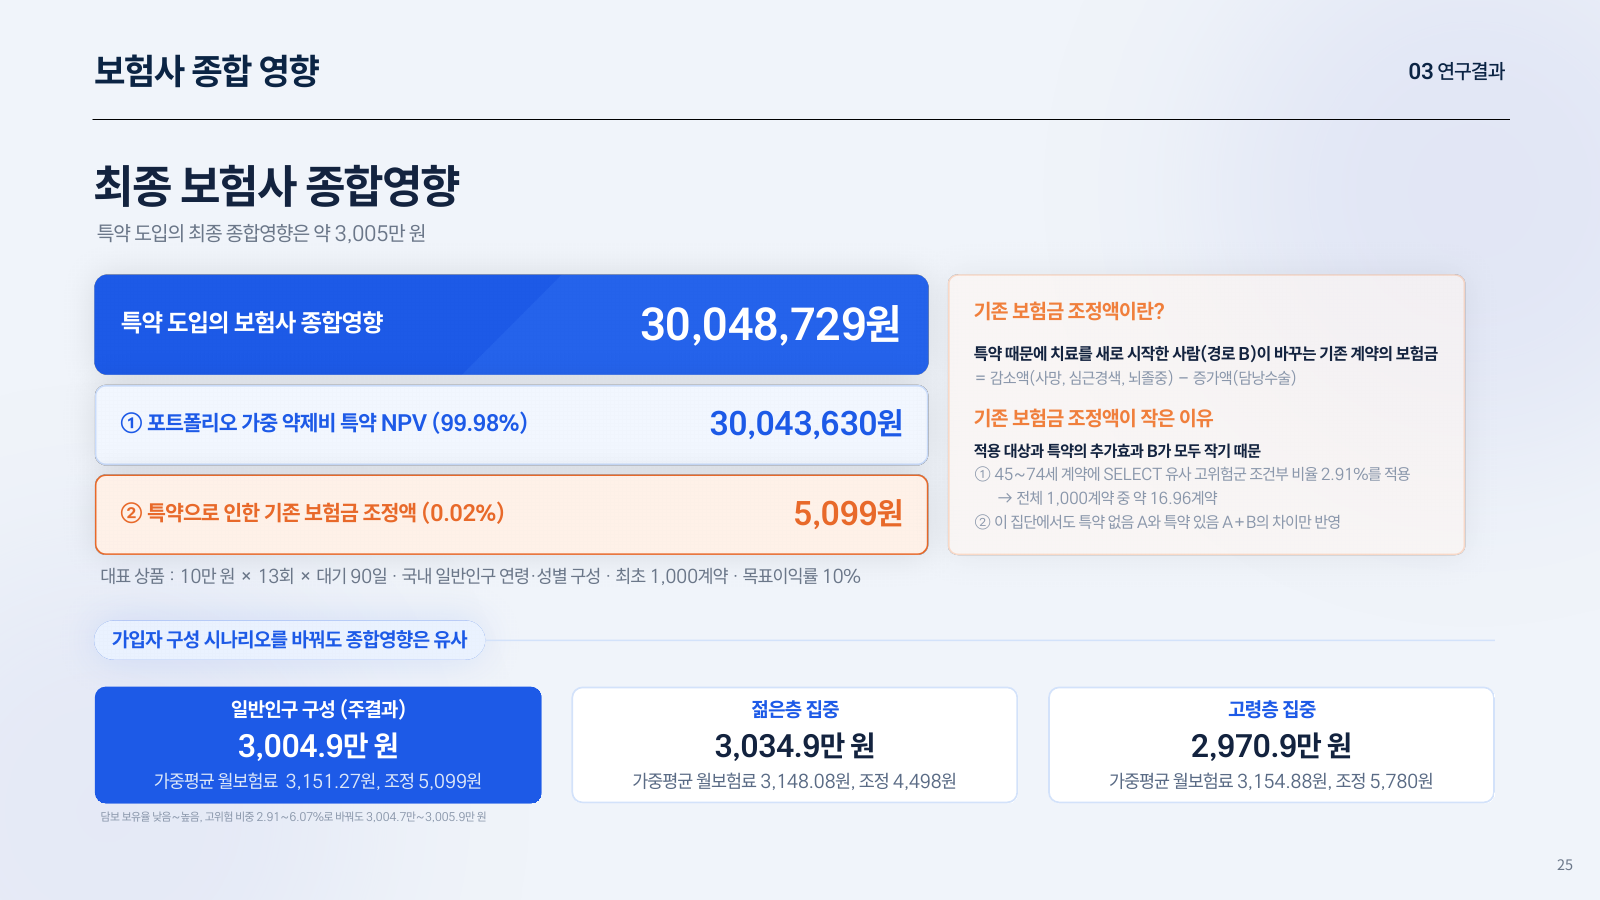 보험사 종합 영향
03 연구결과
최종 보험사 종합영향
특약 도입의 최종 종합영향은 약 3,005만 원
특약 도입의 보험사 종합영향
30,048,729원
① 포트폴리오 가중 약제비 특약 NPV (99.98%)
30,043,630원
② 특약으로 인한 기존 보험금 조정액 (0.02%)
5,099원
대표 상품 : 10만 원 × 13회 × 대기 90일 · 국내 일반인구 연령·성별 구성 · 최초 1,000계약 · 목표이익률 10%
기존 보험금 조정액이란?
특약 때문에 치료를 새로 시작한 사람(경로 B)이 바꾸는 기존 계약의 보험금
= 감소액(사망, 심근경색, 뇌졸중) − 증가액(담낭수술)
기존 보험금 조정액이 작은 이유
적용 대상과 특약의 추가효과 B가 모두 작기 때문
① 45~74세 계약에 SELECT 유사 고위험군 조건부 비율 2.91%를 적용
→ 전체 1,000계약 중 약 16.96계약
② 이 집단에서도 특약 없음 A와 특약 있음 A+B의 차이만 반영
가입자 구성 시나리오를 바꿔도 종합영향은 유사
일반인구 구성 (주결과)
3,004.9만 원
가중평균 월보험료 3,151.27원, 조정 5,099원
젊은층 집중
3,034.9만 원
가중평균 월보험료 3,148.08원, 조정 4,498원
고령층 집중
2,970.9만 원
가중평균 월보험료 3,154.88원, 조정 5,780원
담보 보유율 낮음~높음, 고위험 비중 2.91~6.07%로 바꿔도 3,004.7만~3,005.9만 원
25